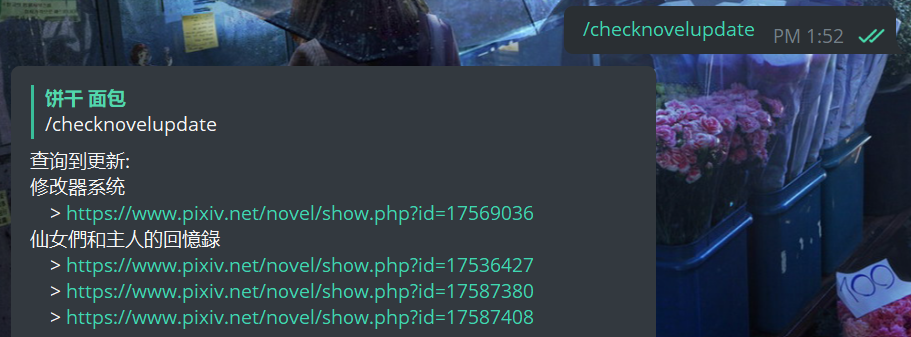 /checknovelupdate PM 1:52
饼干 面包
/checknovelupdate
查询到更新:
修改器系统
> https://www.pixiv.net/novel/show.php?id=17569036
仙女們和主人的回憶錄
> https://www.pixiv.net/novel/show.php?id=17536427
> https://www.pixiv.net/novel/show.php?id=17587380
> https://www.pixiv.net/novel/show.php?id=17587408
100